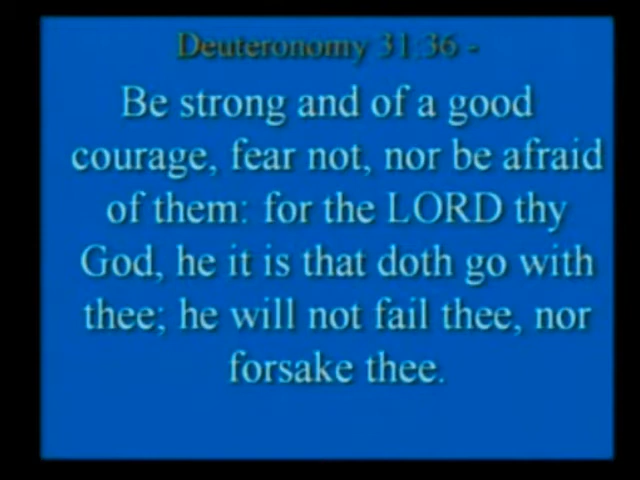 Deuteronomy 31:36 -
Be strong and of a good
courage, fear not, nor be afraid
of them: for the LORD thy
God, he it is that doth go with
thee; he will not fail thee, nor
forsake thee.